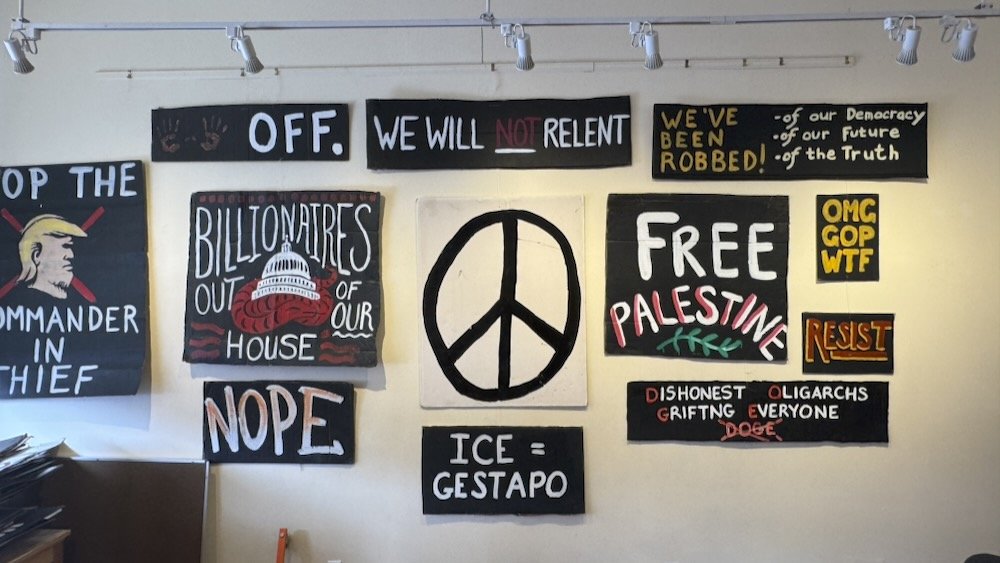 OFF.
WE WILL NOT RELENT
WE'VE
BEEN
ROBBED!
-of our Democracy
-of our Future
-of the Truth
OP THE
OMMANDER
IN
THIEF
BILLIONAIRES
OUT OF
OUR
HOUSE
FREE
PALESTINE
OMG
GOP
WTF
RESIST
NOPE
ICE =
GESTAPO
DISHONEST OLIGARCHS
GRIFTNG EVERYONE
DOGE